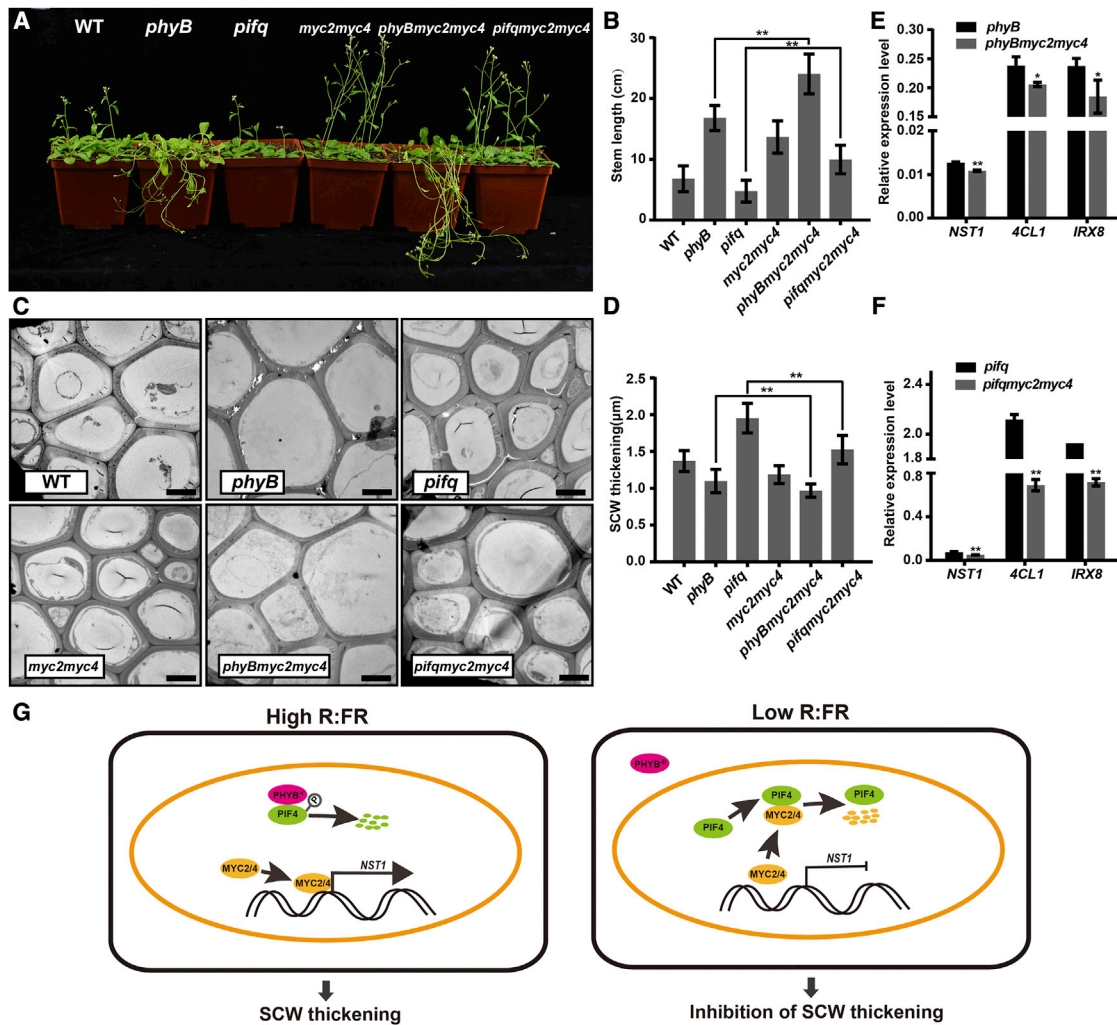 A
WT
phyB
pifq
myc2myc4
phyBmyc2myc4
pifqmyc2myc4
B
Stem length (cm)
30
20
10
0
**
**
WT
phyB
pifq
myc2myc4
phyBmyc2myc4
pifqmyc2myc4
E
phyB
phyBmyc2myc4
Relative expression level
0.30
0.25
0.20
0.15
0.012
0.01
0.00
**
*
*
NST1
4CL1
IRX8
C
WT
phyB
pifq
myc2myc4
phyBmyc2myc4
pifqmyc2myc4
D
SCW thickening(μm)
2.5
2.0
1.5
1.0
0.5
0.0
**
**
WT
phyB
pifq
myc2myc4
phyBmyc2myc4
pifqmyc2myc4
F
pifq
pifqmyc2myc4
Relative expression level
2.4
2.1
1.8
0.8
0.4
0.0
**
**
**
NST1
4CL1
IRX8
G
High R:FR
PHYB
P
PIF4
MYC2/4
MYC2/4
NST1
SCW thickening
Low R:FR
PHYB
PIF4
PIF4
PIF4
MYC2/4
MYC2/4
NST1
Inhibition of SCW thickening